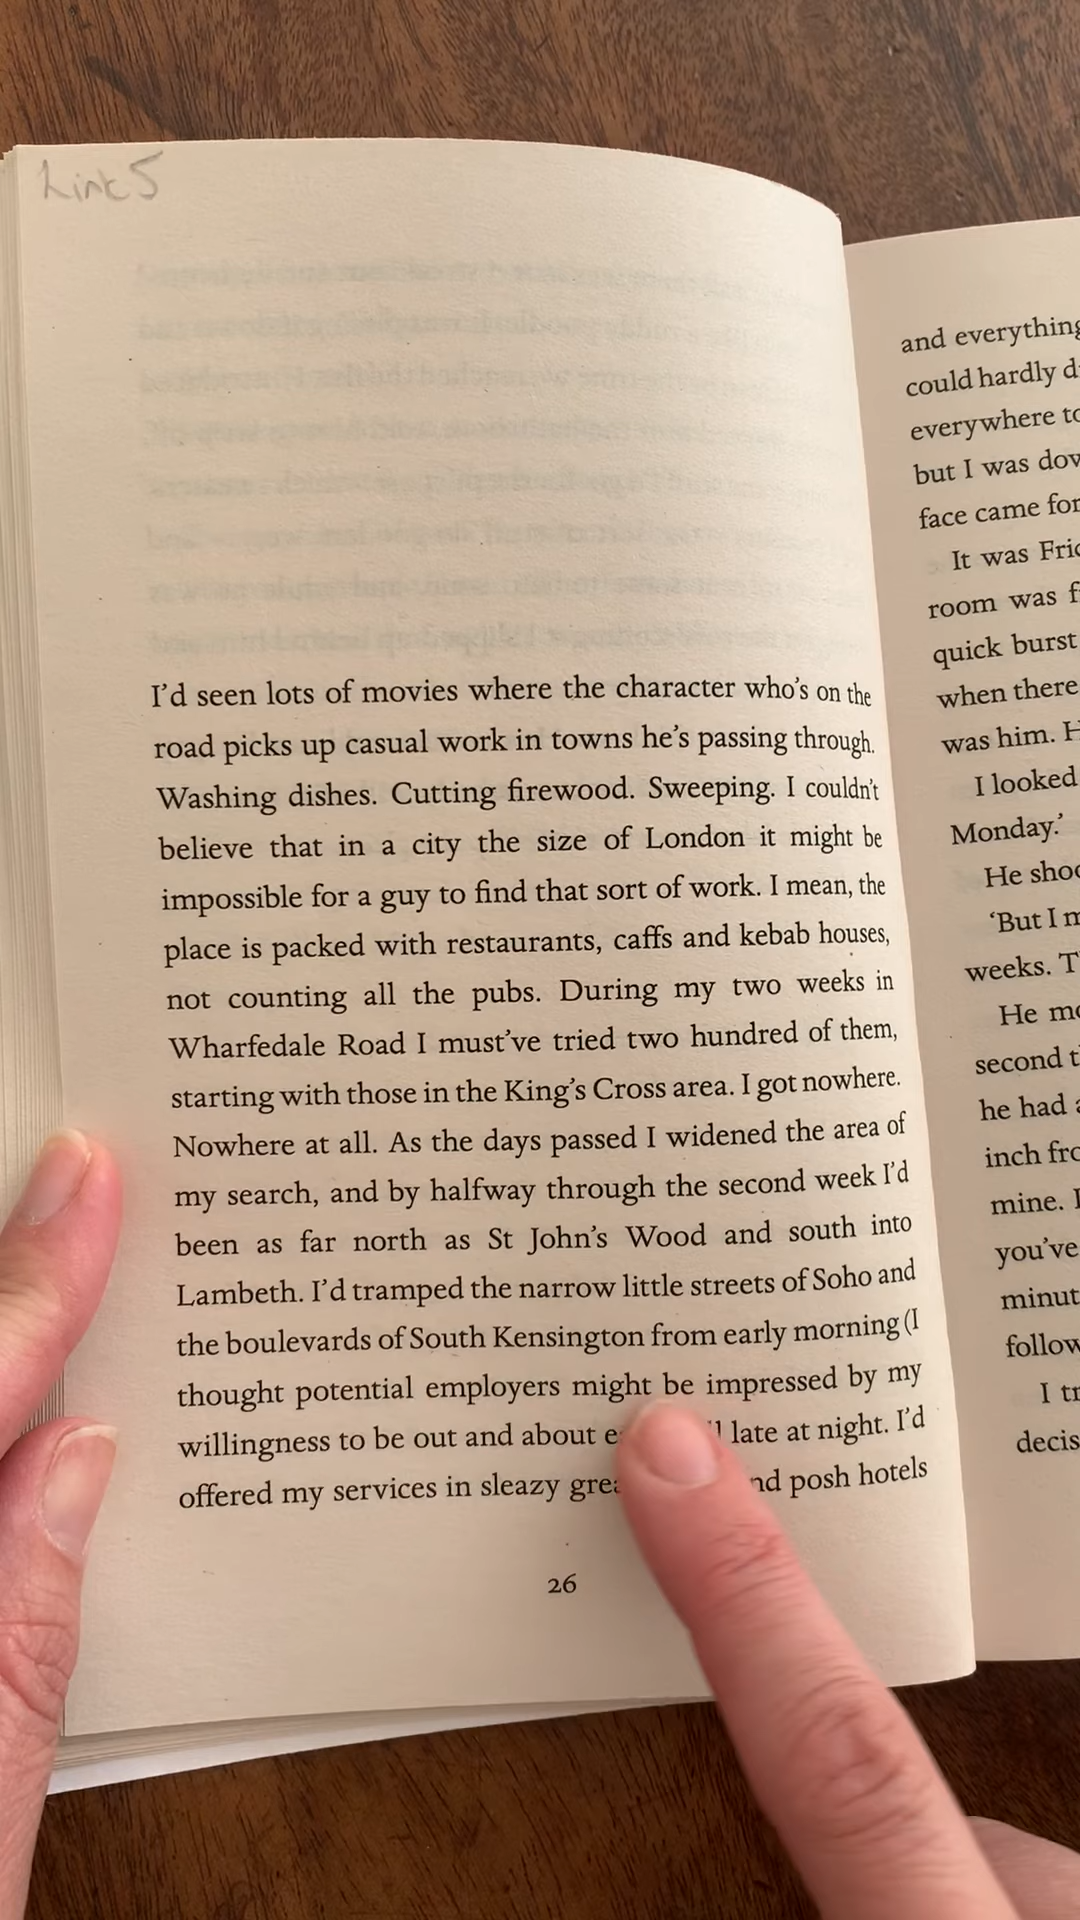 Link 5
I'd seen lots of movies where the character who's on the
road picks up casual work in towns he's passing through.
Washing dishes. Cutting firewood. Sweeping. I couldn't
believe that in a city the size of London it might be
impossible for a guy to find that sort of work. I mean, the
place is packed with restaurants, caffs and kebab houses,
not counting all the pubs. During my two weeks in
Wharfedale Road I must've tried two hundred of them,
starting with those in the King's Cross area. I got nowhere.
Nowhere at all. As the days passed I widened the area of
my search, and by halfway through the second week I'd
been as far north as St John's Wood and south into
Lambeth. I'd tramped the narrow little streets of Soho and
the boulevards of South Kensington from early morning (I
thought potential employers might be impressed by my
willingness to be out and about late at night. I'd
offered my services in sleazy posh hotels
26
and everything
could hardly
everywhere
but I was
face came
It was
room was
quick burst
when there
was him.
I looked
Monday.'
He
'But I
weeks.
He
second
he had
inch
mine.
you've
I